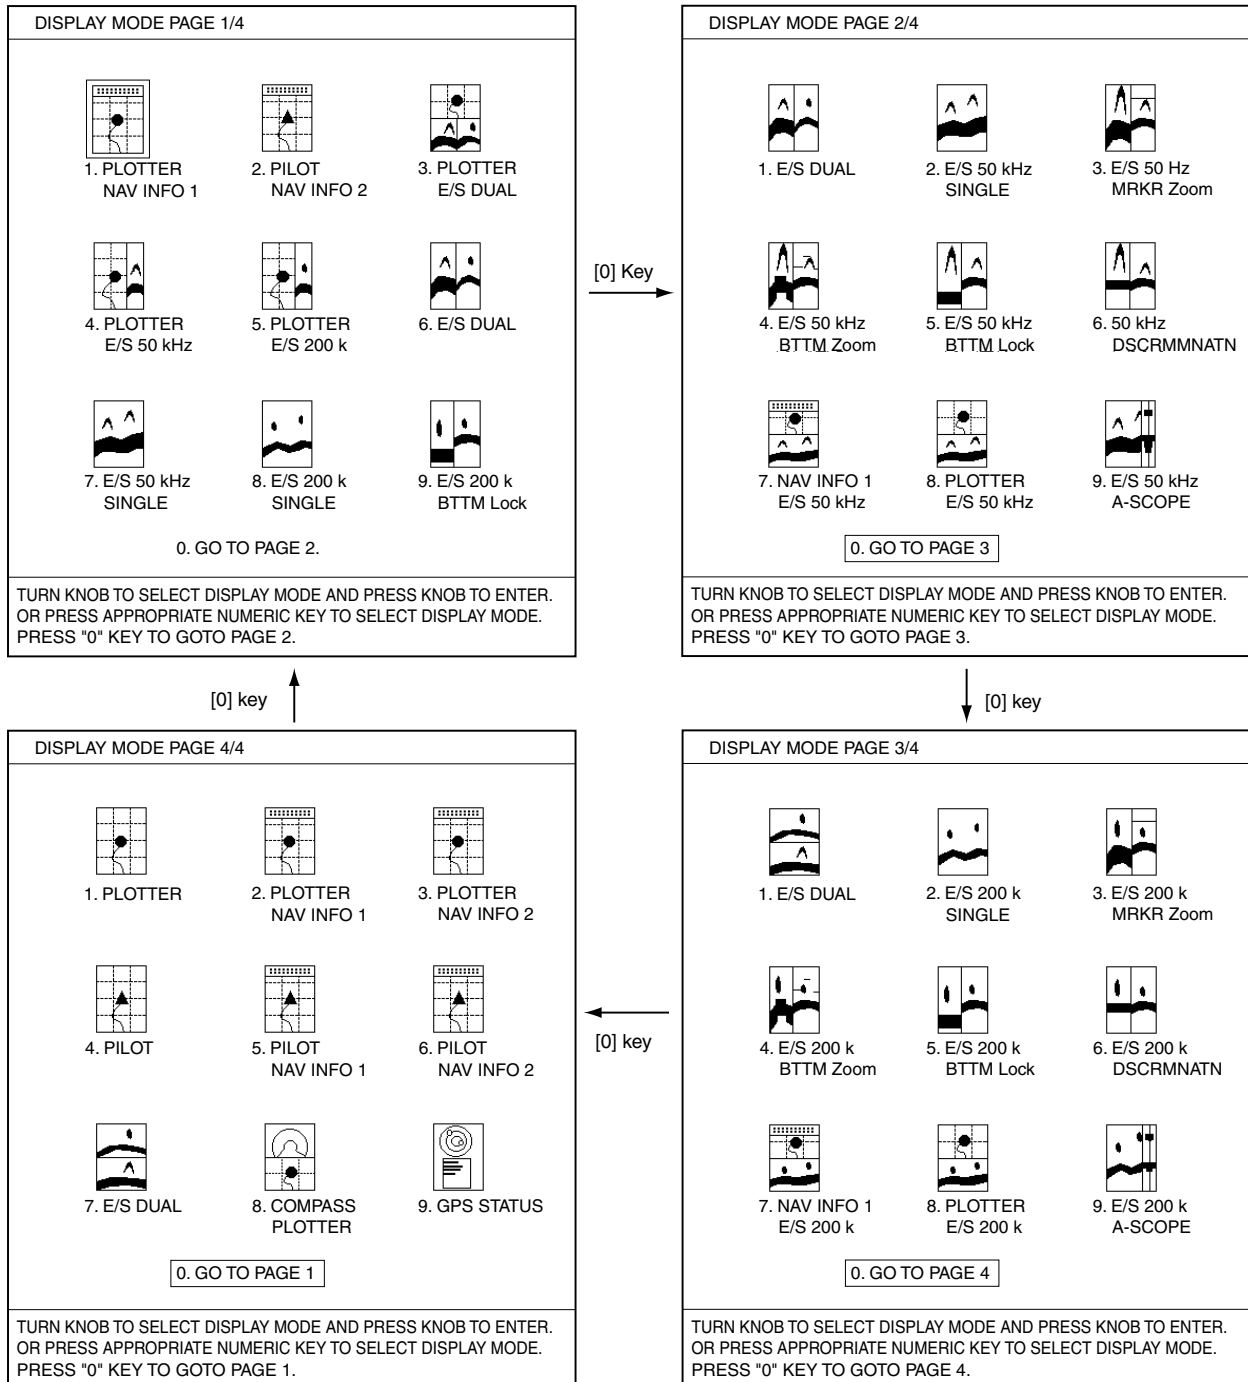 DISPLAY MODE PAGE 1/4
1. PLOTTER
NAV INFO 1
2. PILOT
NAV INFO 2
3. PLOTTER
E/S DUAL
4. PLOTTER
E/S 50 kHz
5. PLOTTER
E/S 200 k
6. E/S DUAL
7. E/S 50 kHz
SINGLE
8. E/S 200 k
SINGLE
9. E/S 200 k
BTTM Lock
0. GO TO PAGE 2.
TURN KNOB TO SELECT DISPLAY MODE AND PRESS KNOB TO ENTER.
OR PRESS APPROPRIATE NUMERIC KEY TO SELECT DISPLAY MODE.
PRESS "0" KEY TO GOTO PAGE 2.
[0] Key
DISPLAY MODE PAGE 2/4
1. E/S DUAL
2. E/S 50 kHz
SINGLE
3. E/S 50 Hz
MRKR Zoom
4. E/S 50 kHz
BTTM Zoom
5. E/S 50 kHz
BTTM Lock
6. 50 kHz
DSCRMMNATN
7. NAV INFO 1
E/S 50 kHz
8. PLOTTER
E/S 50 kHz
9. E/S 50 kHz
A-SCOPE
0. GO TO PAGE 3
TURN KNOB TO SELECT DISPLAY MODE AND PRESS KNOB TO ENTER.
OR PRESS APPROPRIATE NUMERIC KEY TO SELECT DISPLAY MODE.
PRESS "0" KEY TO GOTO PAGE 3.
[0] key
DISPLAY MODE PAGE 3/4
1. E/S DUAL
2. E/S 200 k
SINGLE
3. E/S 200 k
MRKR Zoom
4. E/S 200 k
BTTM Zoom
5. E/S 200 k
BTTM Lock
6. E/S 200 k
DSCRMNATN
7. NAV INFO 1
E/S 200 k
8. PLOTTER
E/S 200 k
9. E/S 200 k
A-SCOPE
0. GO TO PAGE 4
TURN KNOB TO SELECT DISPLAY MODE AND PRESS KNOB TO ENTER.
OR PRESS APPROPRIATE NUMERIC KEY TO SELECT DISPLAY MODE.
PRESS "0" KEY TO GOTO PAGE 4.
[0] key
DISPLAY MODE PAGE 4/4
1. PLOTTER
2. PLOTTER
NAV INFO 1
3. PLOTTER
NAV INFO 2
4. PILOT
5. PILOT
NAV INFO 1
6. PILOT
NAV INFO 2
7. E/S DUAL
8. COMPASS
PLOTTER
9. GPS STATUS
0. GO TO PAGE 1
TURN KNOB TO SELECT DISPLAY MODE AND PRESS KNOB TO ENTER.
OR PRESS APPROPRIATE NUMERIC KEY TO SELECT DISPLAY MODE.
PRESS "0" KEY TO GOTO PAGE 1.
[0] key